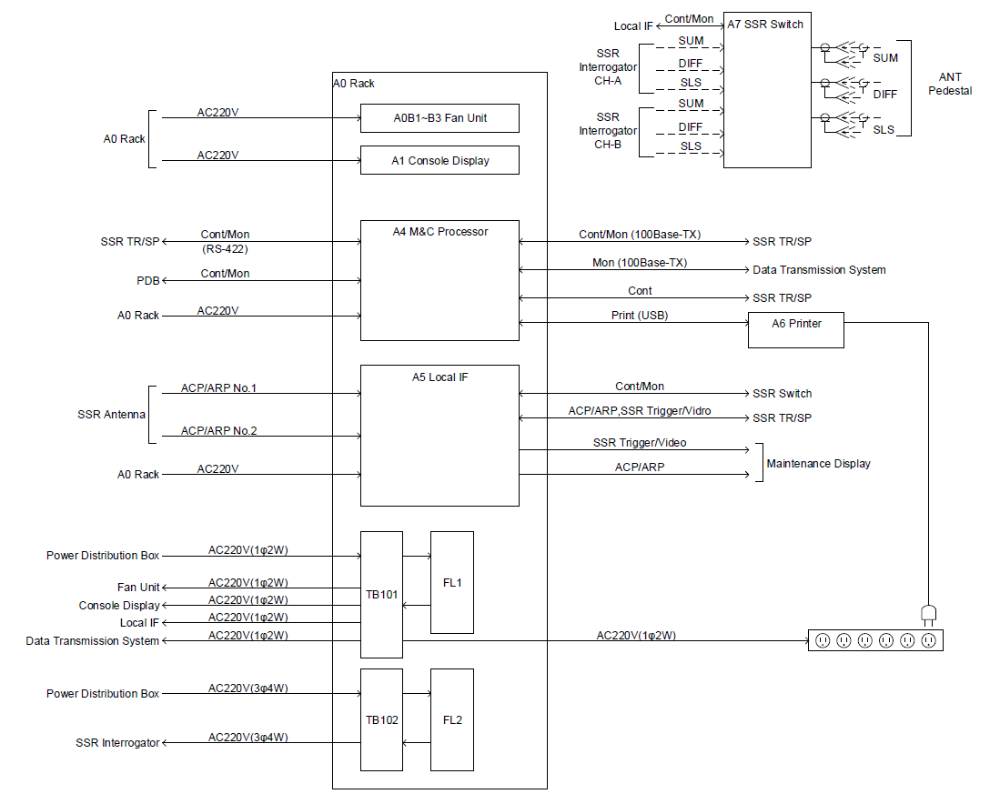 Local IF
Cont/Mon
A7 SSR Switch
SSR
Interrogator
CH-A
SUM
DIFF
SLS
SSR
Interrogator
CH-B
SUM
DIFF
SLS
SUM
DIFF
SLS
ANT
Pedestal
A0 Rack
A0 Rack
AC220V
A0B1~B3 Fan Unit
AC220V
A1 Console Display
SSR TR/SP
Cont/Mon
(RS-422)
PDB
Cont/Mon
A0 Rack
AC220V
A4 M&C Processor
Cont/Mon (100Base-TX)
SSR TR/SP
Mon (100Base-TX)
Data Transmission System
Cont
SSR TR/SP
Print (USB)
A6 Printer
SSR Antenna
ACP/ARP No.1
ACP/ARP No.2
A0 Rack
AC220V
A5 Local IF
Cont/Mon
SSR Switch
ACP/ARP,SSR Trigger/Vidro
SSR TR/SP
SSR Trigger/Video
ACP/ARP
Maintenance Display
Power Distribution Box
AC220V(1φ2W)
Fan Unit
AC220V(1φ2W)
Console Display
AC220V(1φ2W)
Local IF
AC220V(1φ2W)
Data Transmission System
AC220V(1φ2W)
TB101
FL1
AC220V(1φ2W)
Power Distribution Box
AC220V(3φ4W)
SSR Interrogator
AC220V(3φ4W)
TB102
FL2